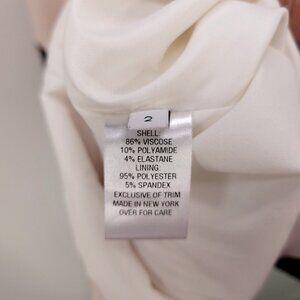 2
SHELL:
86% VISCOSE
10% POLYAMIDE
4% ELASTANE
LINING:
95% POLYESTER
5% SPANDEX
EXCLUSIVE OF TRIM
MADE IN NEW YORK
OVER FOR CARE